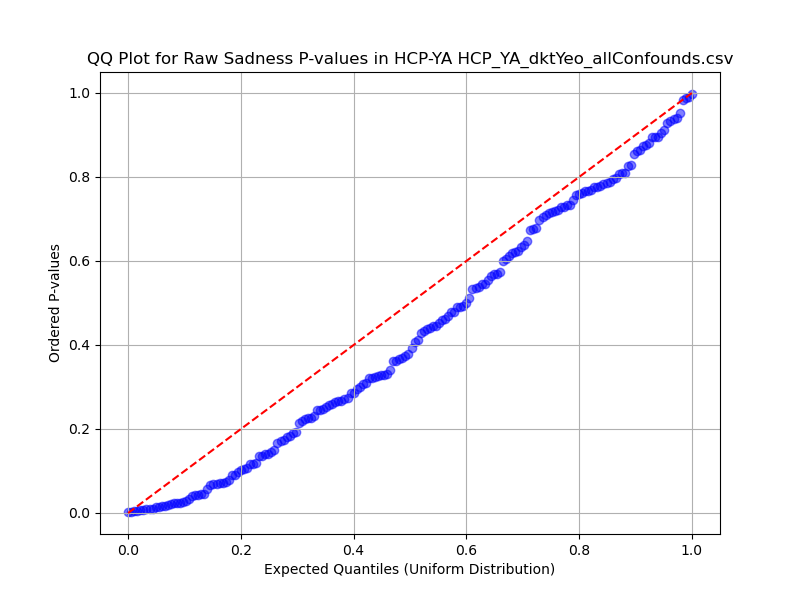 QQ Plot for Raw Sadness P-values in HCP-YA HCP_YA_dktYeo_allConfounds.csv
1.0
0.8
0.6
0.4
0.2
0.0
Ordered P-values
0.0 0.2 0.4 0.6 0.8 1.0
Expected Quantiles (Uniform Distribution)